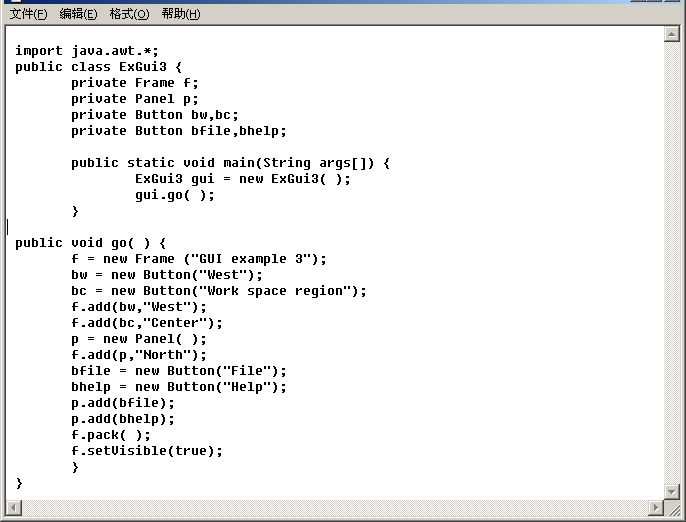 文件(F) 编辑(E) 格式(O) 帮助(H)
import java.awt.*;
public class ExGui3 {
private Frame f;
private Panel p;
private Button bw,bc;
private Button bfile,bhelp;
public static void main(String args[]) {
ExGui3 gui = new ExGui3( );
gui.go( );
}
public void go( ) {
f = new Frame ("GUI example 3");
bw = new Button("West");
bc = new Button("Work space region");
f.add(bw,"West");
f.add(bc,"Center");
p = new Panel( );
f.add(p,"North");
bfile = new Button("File");
bhelp = new Button("Help");
p.add(bfile);
p.add(bhelp);
f.pack( );
f.setVisible(true);
}
}